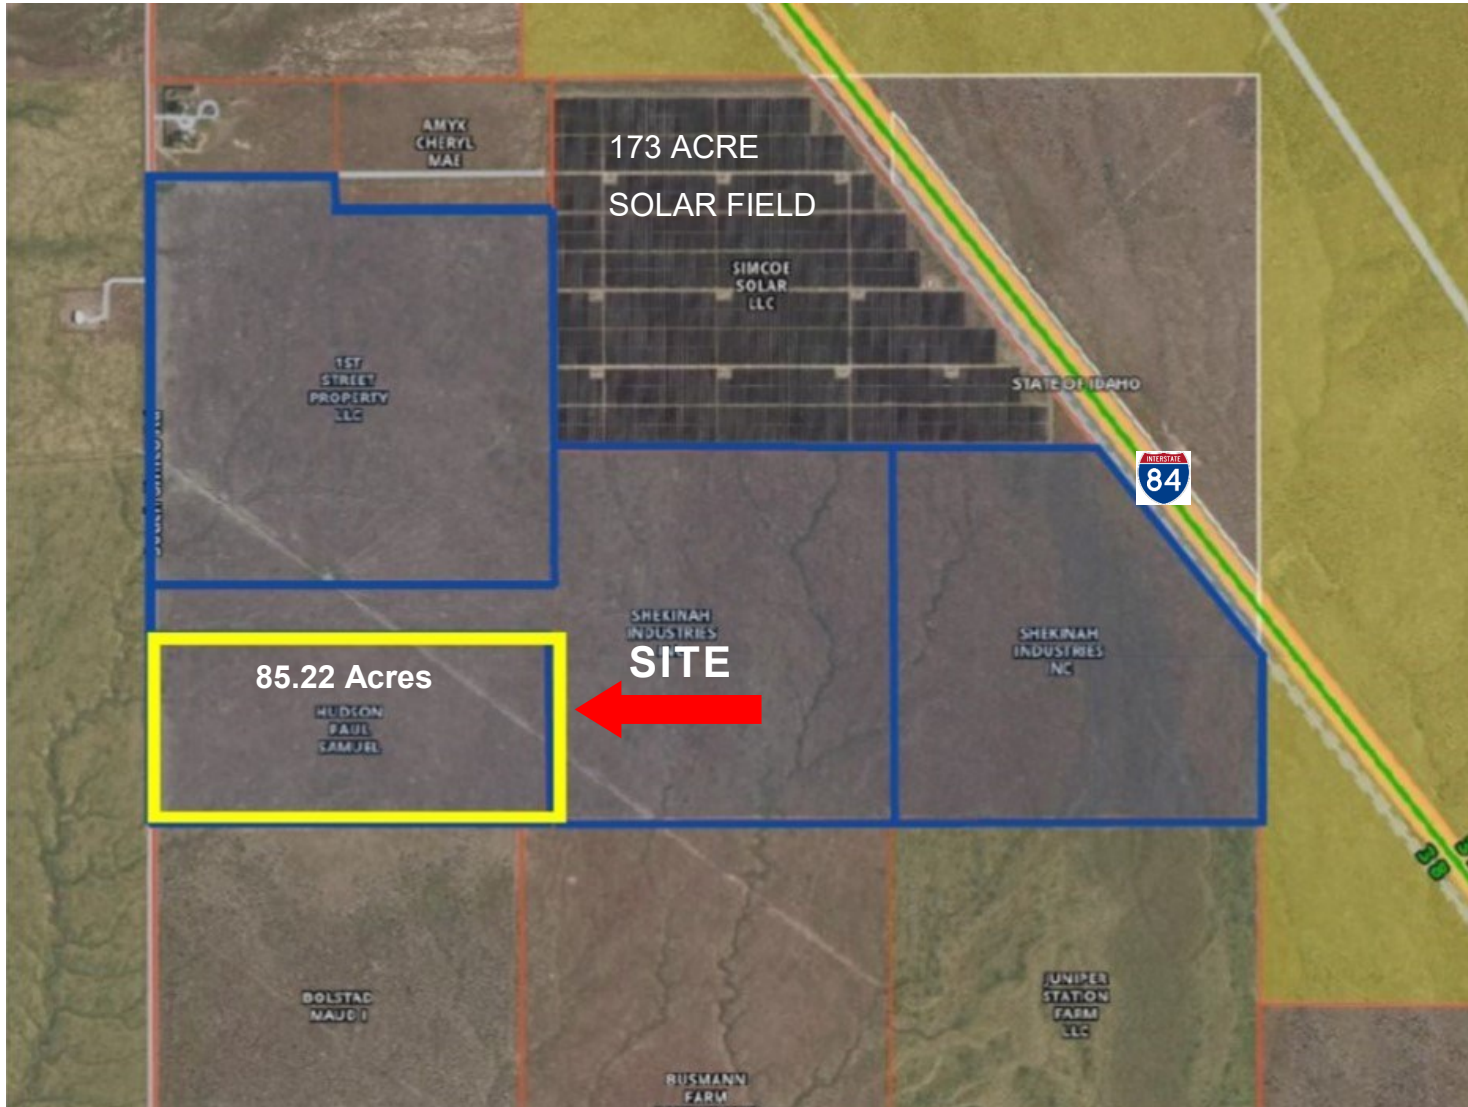 AMYX
CHERYL
MAE
173 ACRE
SOLAR FIELD
SIMCOE
SOLAR
LLC
1ST
STREET
PROPERTY
LLC
STATE OF IDAHO
INTERSTATE
84
SHEKINAH
INDUSTRIES
SITE
SHEKINAH
INDUSTRIES
INC
85.22 Acres
HUDSON
PAUL
SAMUEL
38
BOLSTAD
MAUD I
JUNIPER
STATION
FARM
LLC
BUSMANN
FARM